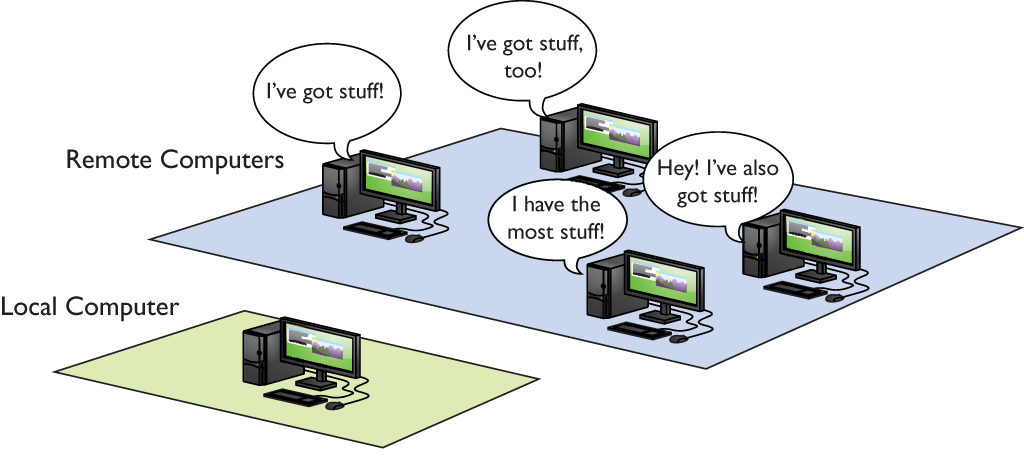 I've got stuff,
too!
I've got stuff!
Remote Computers
Hey! I've also
got stuff!
I have the
most stuff!
Local Computer